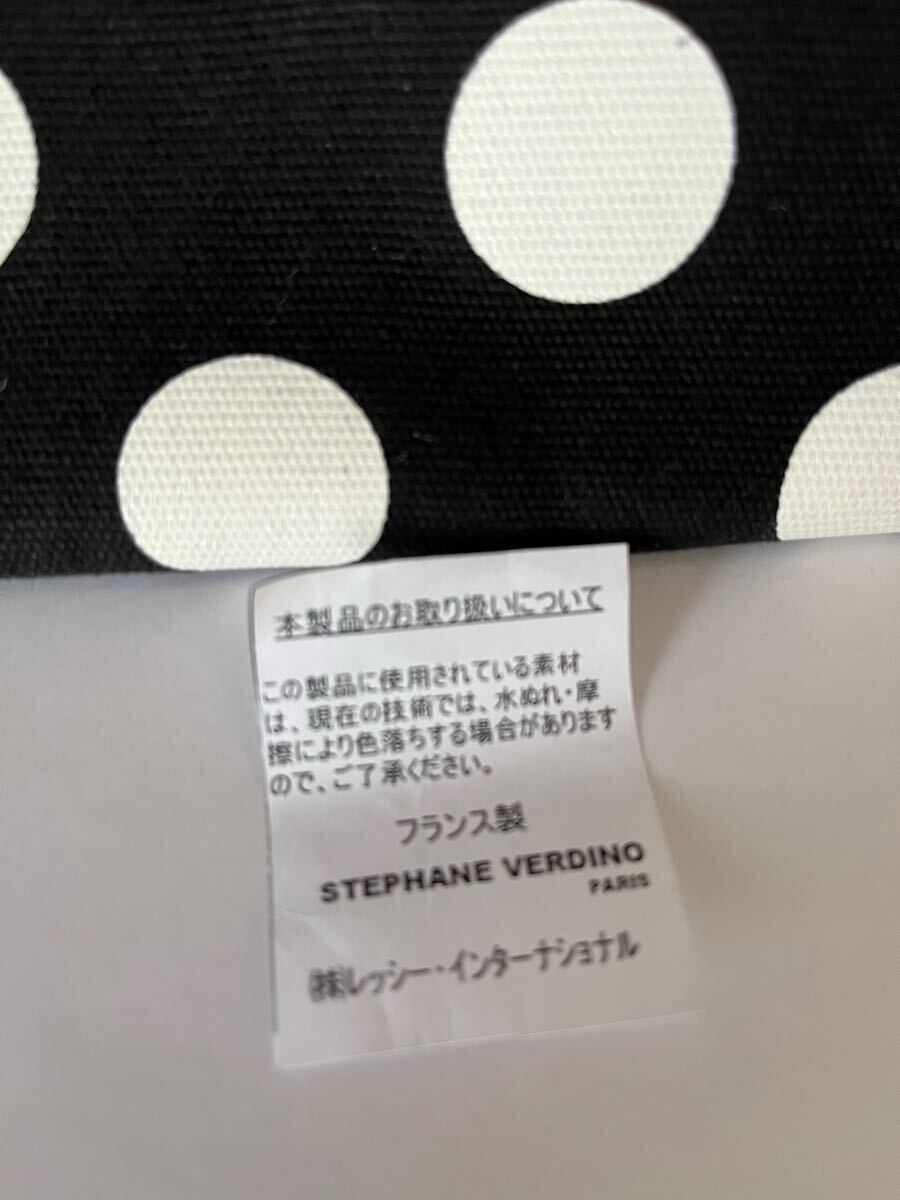 本製品のお取り扱いについて
この製品に使用されている素材
は、現在の技術では、水ぬれ・摩
擦により色落ちする場合があります
ので、ご了承ください。
フランス製
STEPHANE VERDINO
PARIS
㈱レッシー・インターナショナル